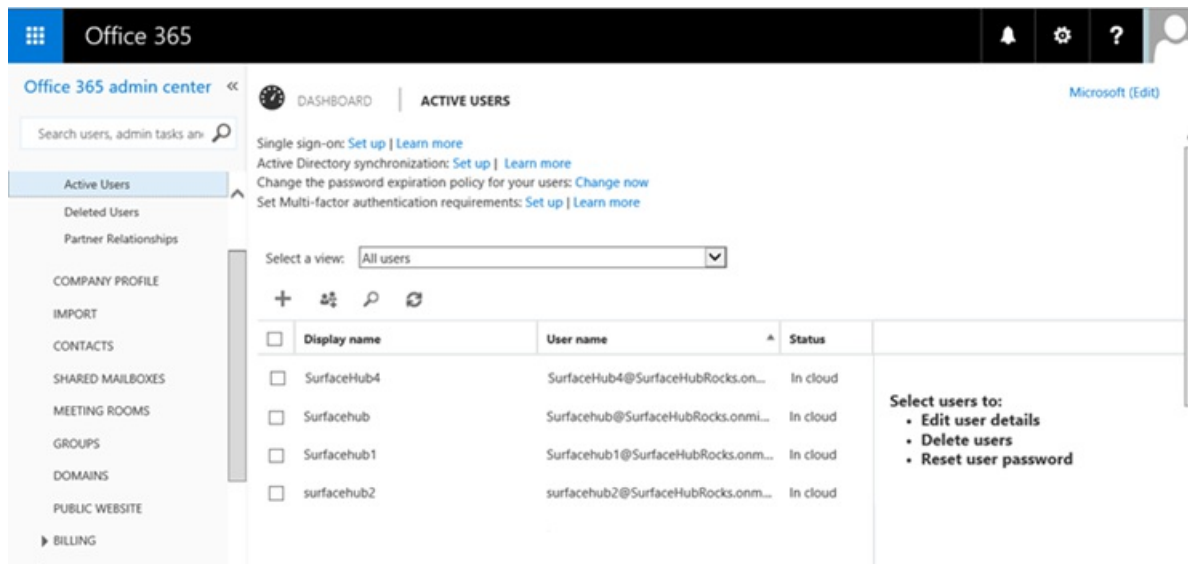 Office 365
?
Office 365 admin center «
Search users, admin tasks an
Active Users
Deleted Users
Partner Relationships
COMPANY PROFILE
IMPORT
CONTACTS
SHARED MAILBOXES
MEETING ROOMS
GROUPS
DOMAINS
PUBLIC WEBSITE
BILLING
DASHBOARD | ACTIVE USERS
Microsoft (Edit)
Single sign-on: Set up | Learn more
Active Directory synchronization: Set up | Learn more
Change the password expiration policy for your users: Change now
Set Multi-factor authentication requirements: Set up | Learn more
Select a view: All users
Display name User name Status
SurfaceHub4 SurfaceHub4@SurfaceHubRocks.on... In cloud
Surfacehub Surfacehub@SurfaceHubRocks.onmi... In cloud
Surfacehub1 Surfacehub1@SurfaceHubRocks.onm... In cloud
surfacehub2 surfacehub2@SurfaceHubRocks.onm... In cloud
Select users to:
• Edit user details
• Delete users
• Reset user password